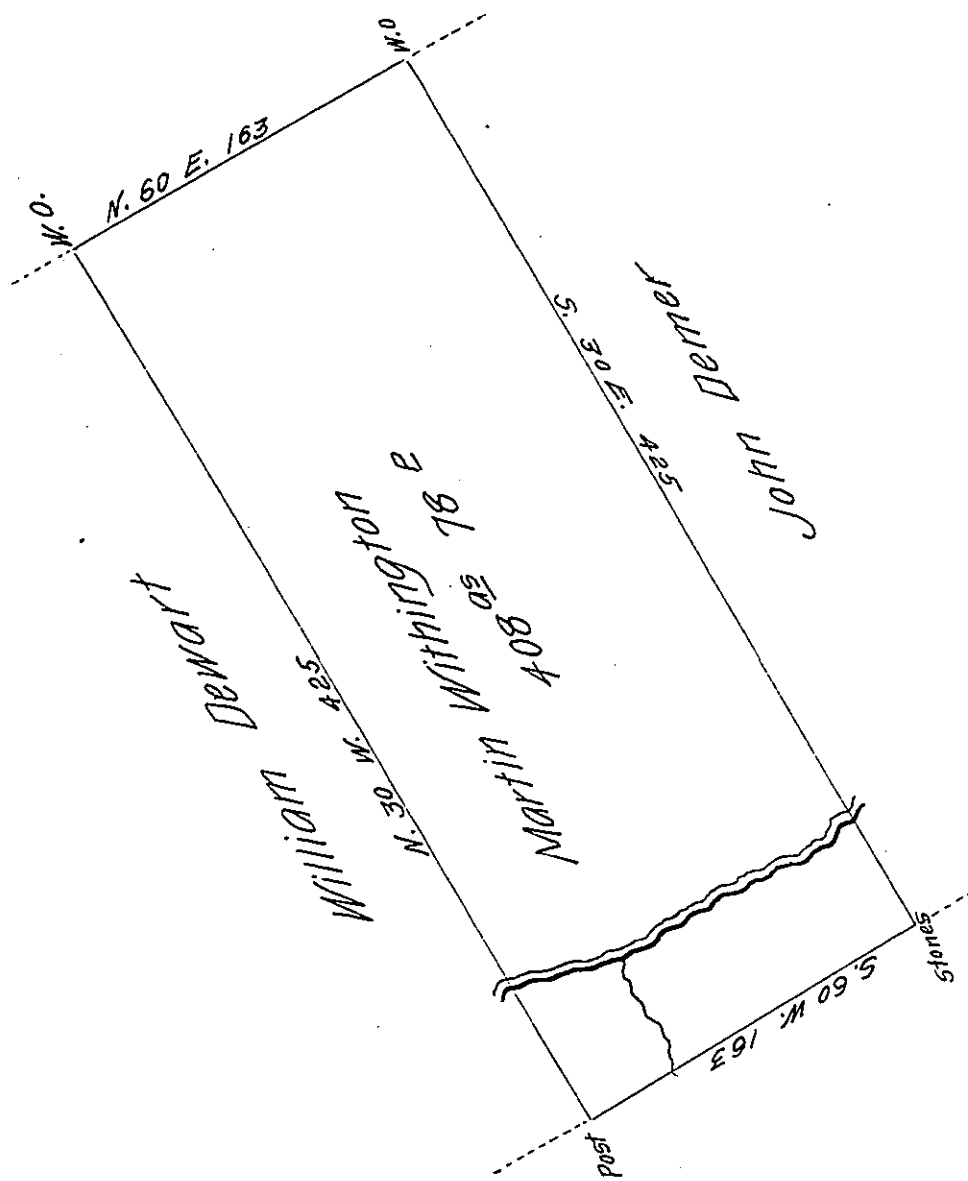 W.O.
N. 60 E. 163
W.O
William Dewart
N. 30 W. 425
Martin Withington
408 as 78 P
S. 30 E. 425
John Demer
S. 60 W. 163
Post
Stones